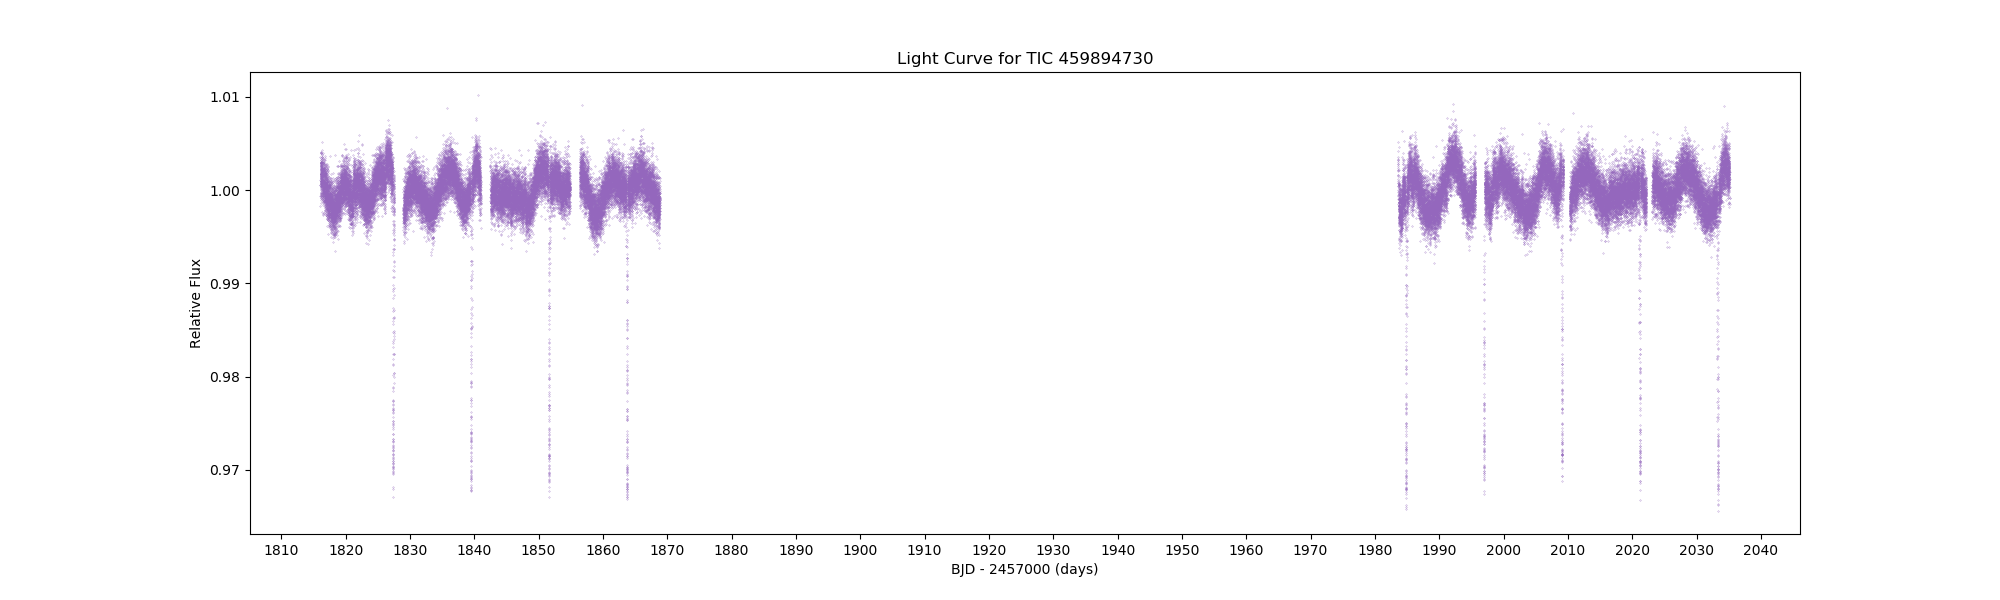 Light Curve for TIC 459894730
Relative Flux
1.01
1.00
0.99
0.98
0.97
1810 1820 1830 1840 1850 1860 1870 1880 1890 1900 1910 1920 1930 1940 1950 1960 1970 1980 1990 2000 2010 2020 2030 2040
BJD - 2457000 (days)